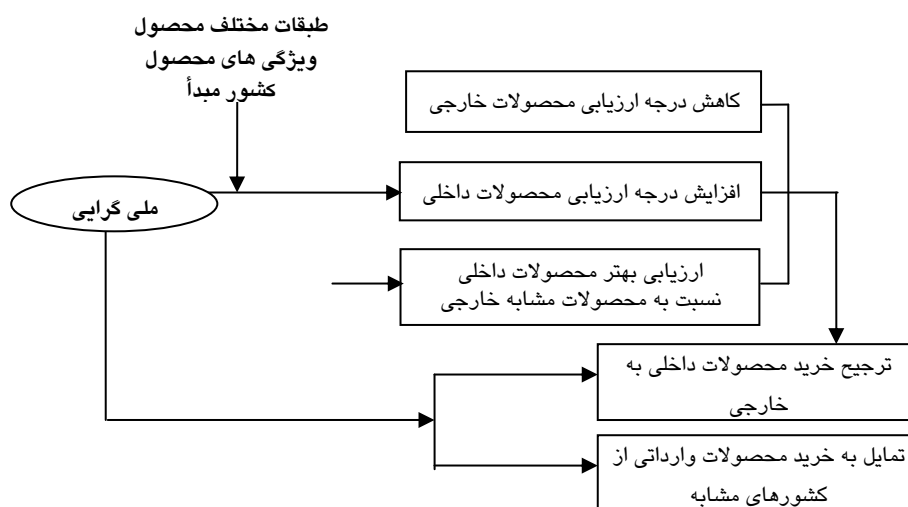 طبقات مختلف محصول
ویژگی های محصول
کشور مبدأ
کاهش درجه ارزیابی محصولات خارجی
افزایش درجه ارزیابی محصولات داخلی
ملی گرایی
ارزیابی بهتر محصولات داخلی
نسبت به محصولات مشابه خارجی
ترجیح خرید محصولات داخلی به
خارجی
تمایل به خرید محصولات وارداتی از
کشورهای مشابه